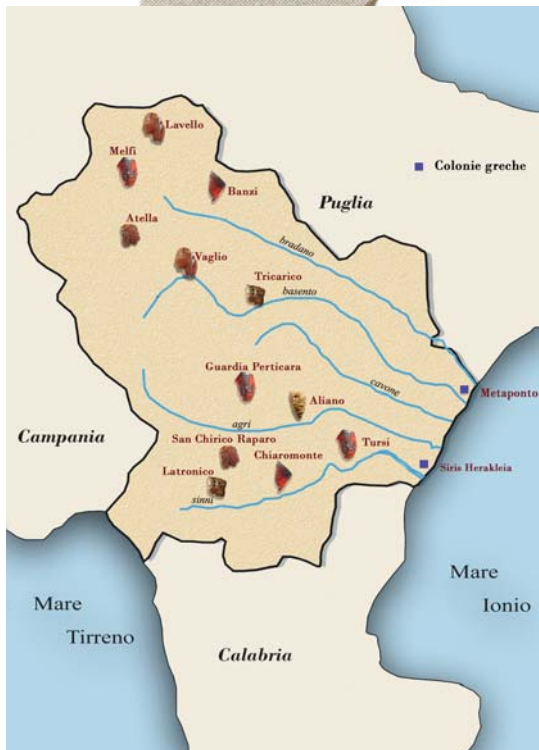 Lavello
Melfi
Banzi
Colonie greche
Puglia
Atella
bradano
Vaglio
Tricarico
basento
Guardia Perticara
cavone
Metaponto
Aliano
Campania
agri
San Chirico Raparo
Tursi
Chiaromonte
Siris Herakleia
Latronico
sinni
Mare
Ionio
Mare
Tirreno
Calabria